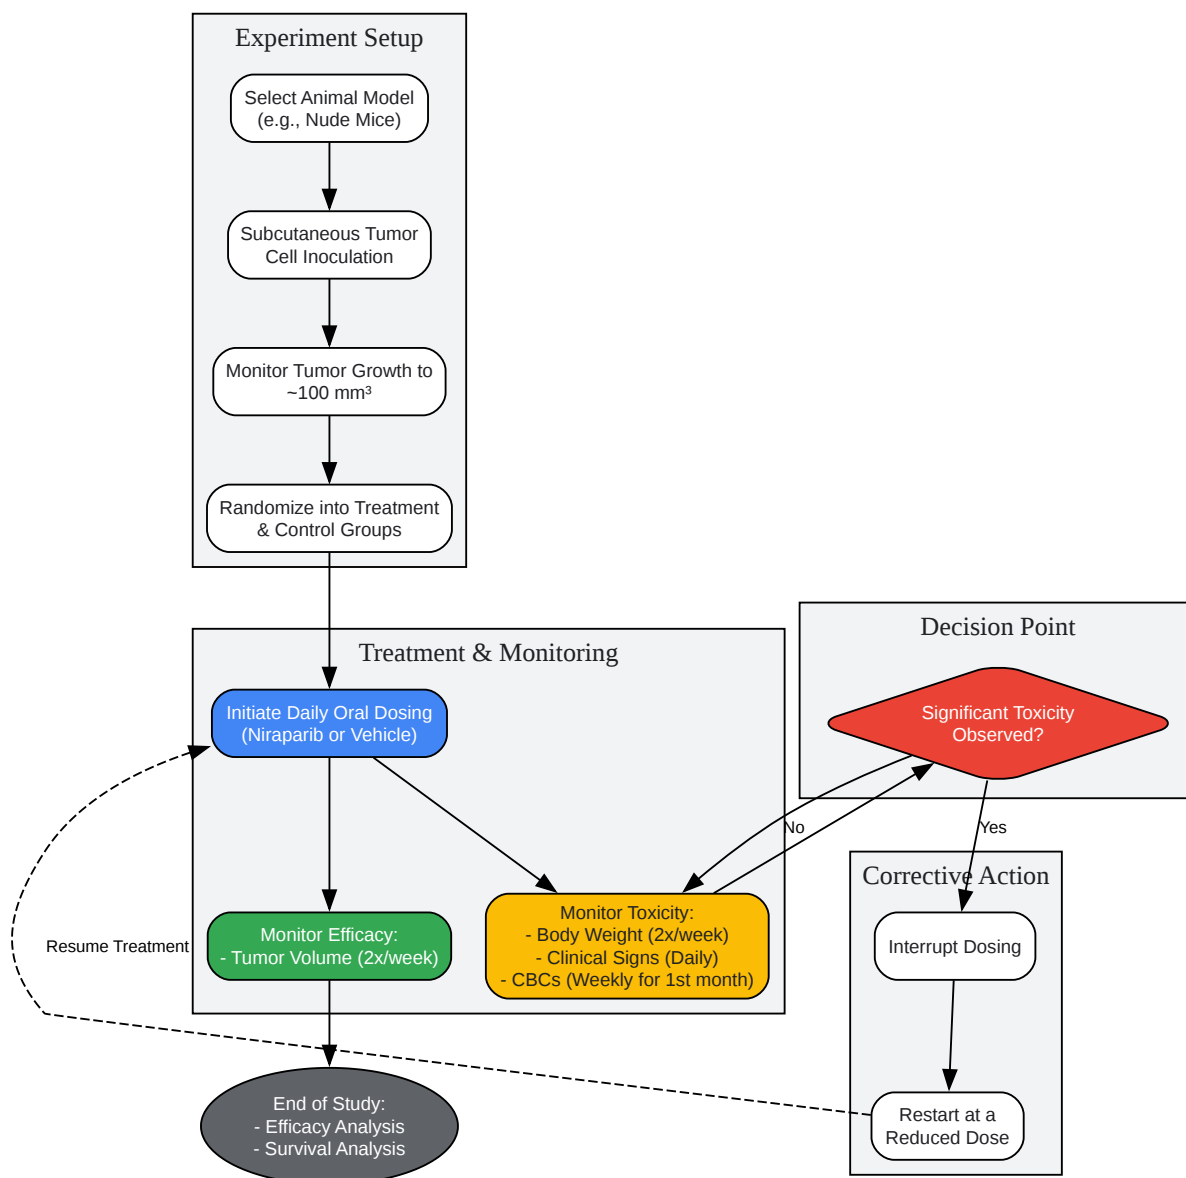 Experiment Setup
Select Animal Model
(e.g., Nude Mice)
Subcutaneous Tumor
Cell Inoculation
Monitor Tumor Growth to
~100 mm³
Randomize into Treatment
& Control Groups
Treatment & Monitoring
Initiate Daily Oral Dosing
(Niraparib or Vehicle)
Monitor Efficacy:
- Tumor Volume (2x/week)
Monitor Toxicity:
- Body Weight (2x/week)
- Clinical Signs (Daily)
- CBCs (Weekly for 1st month)
Decision Point
Significant Toxicity
Observed?
No
Yes
Corrective Action
Interrupt Dosing
Restart at a
Reduced Dose
Resume Treatment
End of Study:
- Efficacy Analysis
- Survival Analysis